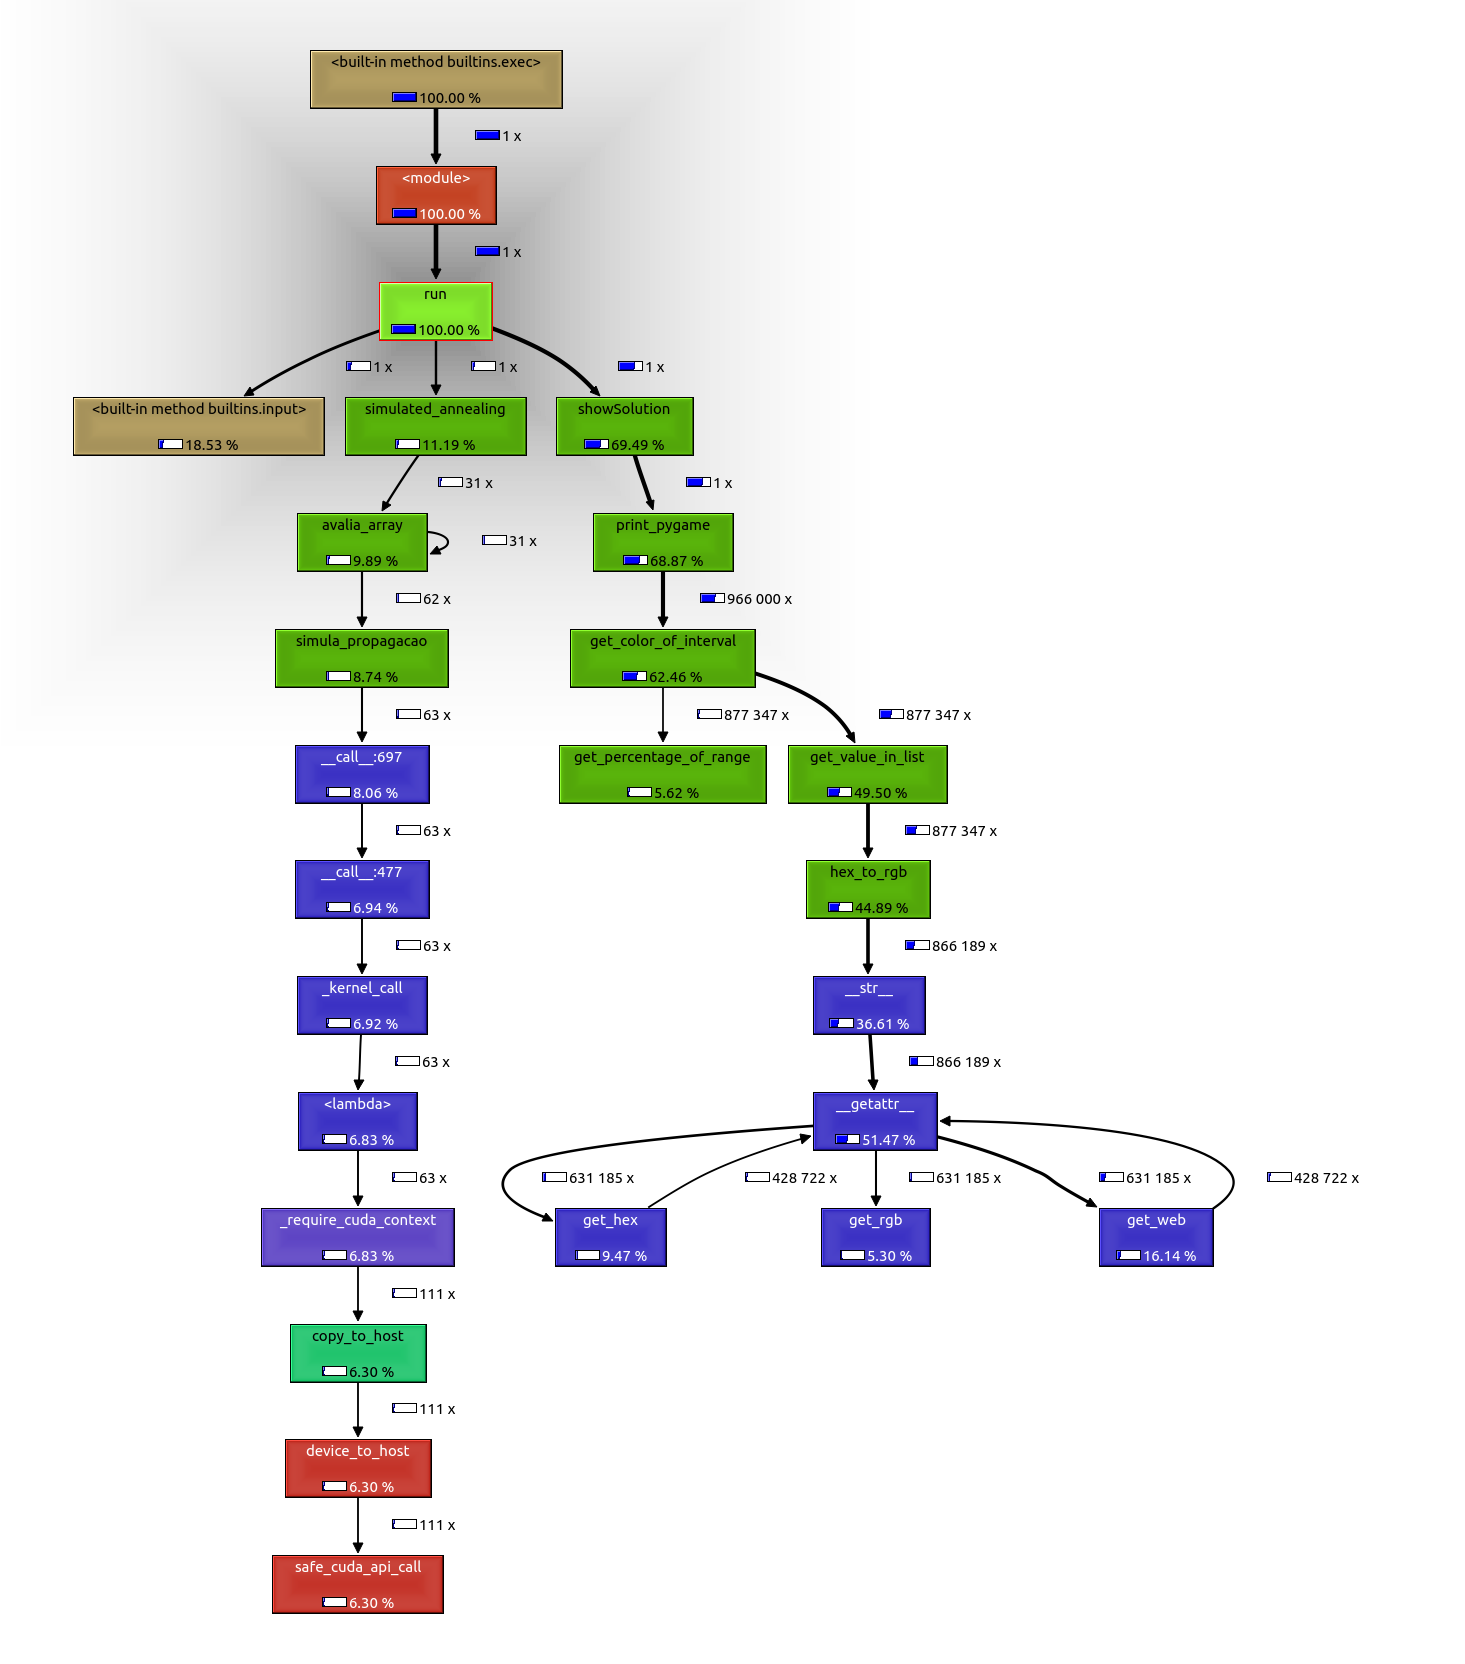 <built-in method builtins.exec>
100.00 %
1 x
<module>
100.00 %
1 x
run
100.00 %
1 x
1 x
1 x
<built-in method builtins.input>
18.53 %
simulated_annealing
11.19 %
showSolution
69.49 %
31 x
1 x
avalia_array
9.89 %
31 x
print_pygame
68.87 %
62 x
966 000 x
simula_propagacao
8.74 %
get_color_of_interval
62.46 %
63 x
877 347 x
877 347 x
__call__:697
8.06 %
get_percentage_of_range
5.62 %
get_value_in_list
49.50 %
63 x
877 347 x
__call__:477
6.94 %
hex_to_rgb
44.89 %
63 x
866 189 x
_kernel_call
6.92 %
__str__
36.61 %
63 x
866 189 x
<lambda>
6.83 %
__getattr__
51.47 %
63 x
631 185 x
428 722 x
631 185 x
631 185 x
428 722 x
_require_cuda_context
6.83 %
get_hex
9.47 %
get_rgb
5.30 %
get_web
16.14 %
111 x
copy_to_host
6.30 %
111 x
device_to_host
6.30 %
111 x
safe_cuda_api_call
6.30 %